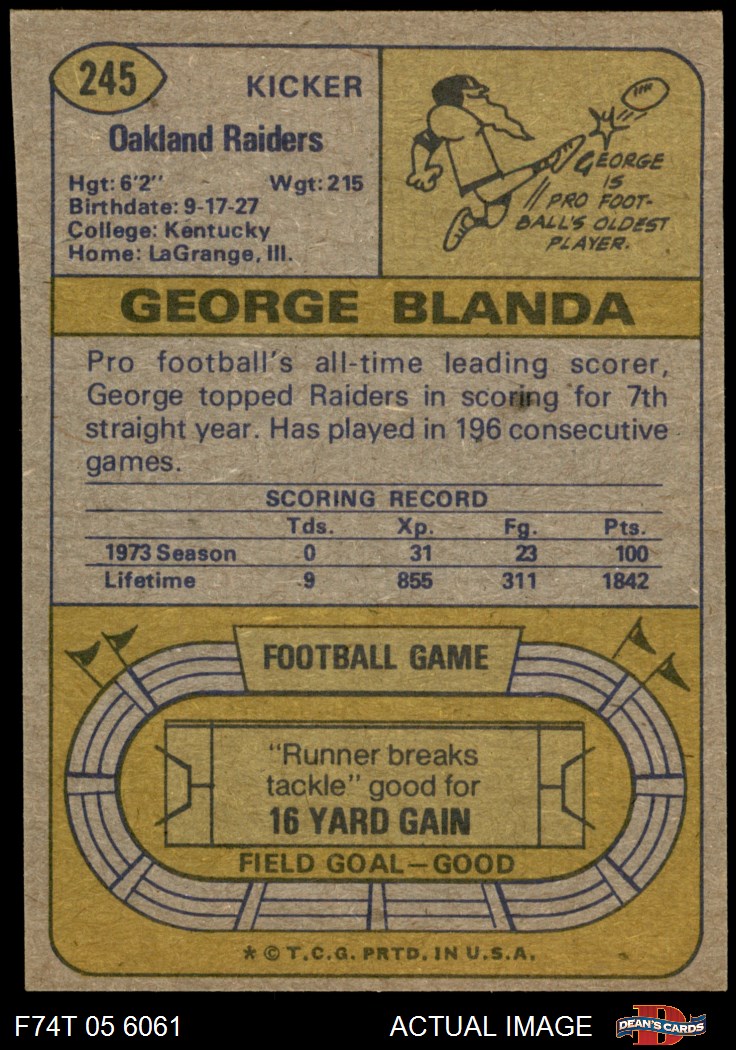 245
KICKER
Oakland Raiders
Hgt: 6'2" Wgt: 215
Birthdate: 9-17-27
College: Kentucky
Home: LaGrange, Ill.
GEORGE
IS
PRO FOOT-
BALL'S OLDEST
PLAYER.
GEORGE BLANDA
Pro football's all-time leading scorer,
George topped Raiders in scoring for 7th
straight year. Has played in 196 consecutive
games.
SCORING RECORD
Tds. Xp. Fg. Pts.
1973 Season 0 31 23 100
Lifetime 9 855 311 1842
FOOTBALL GAME
"Runner breaks
tackle" good for
16 YARD GAIN
FIELD GOAL—GOOD
* © T.C.G. PRTD. IN U.S.A.
F74T 05 6061 ACTUAL IMAGE
D
DEAN'S CARDS